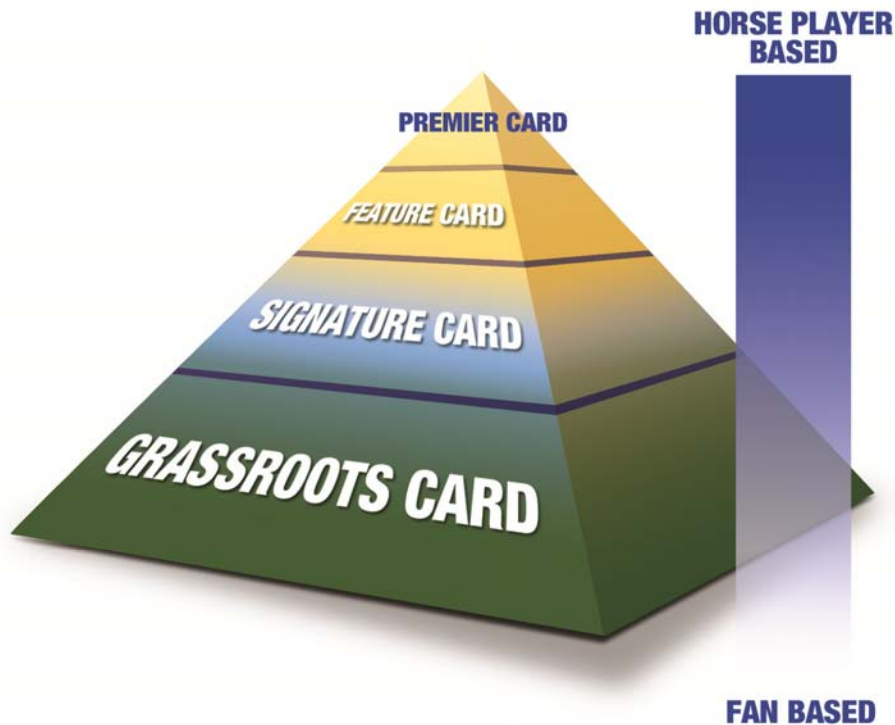 HORSE PLAYER
BASED
PREMIER CARD
FEATURE CARD
SIGNATURE CARD
GRASSROOTS CARD
FAN BASED